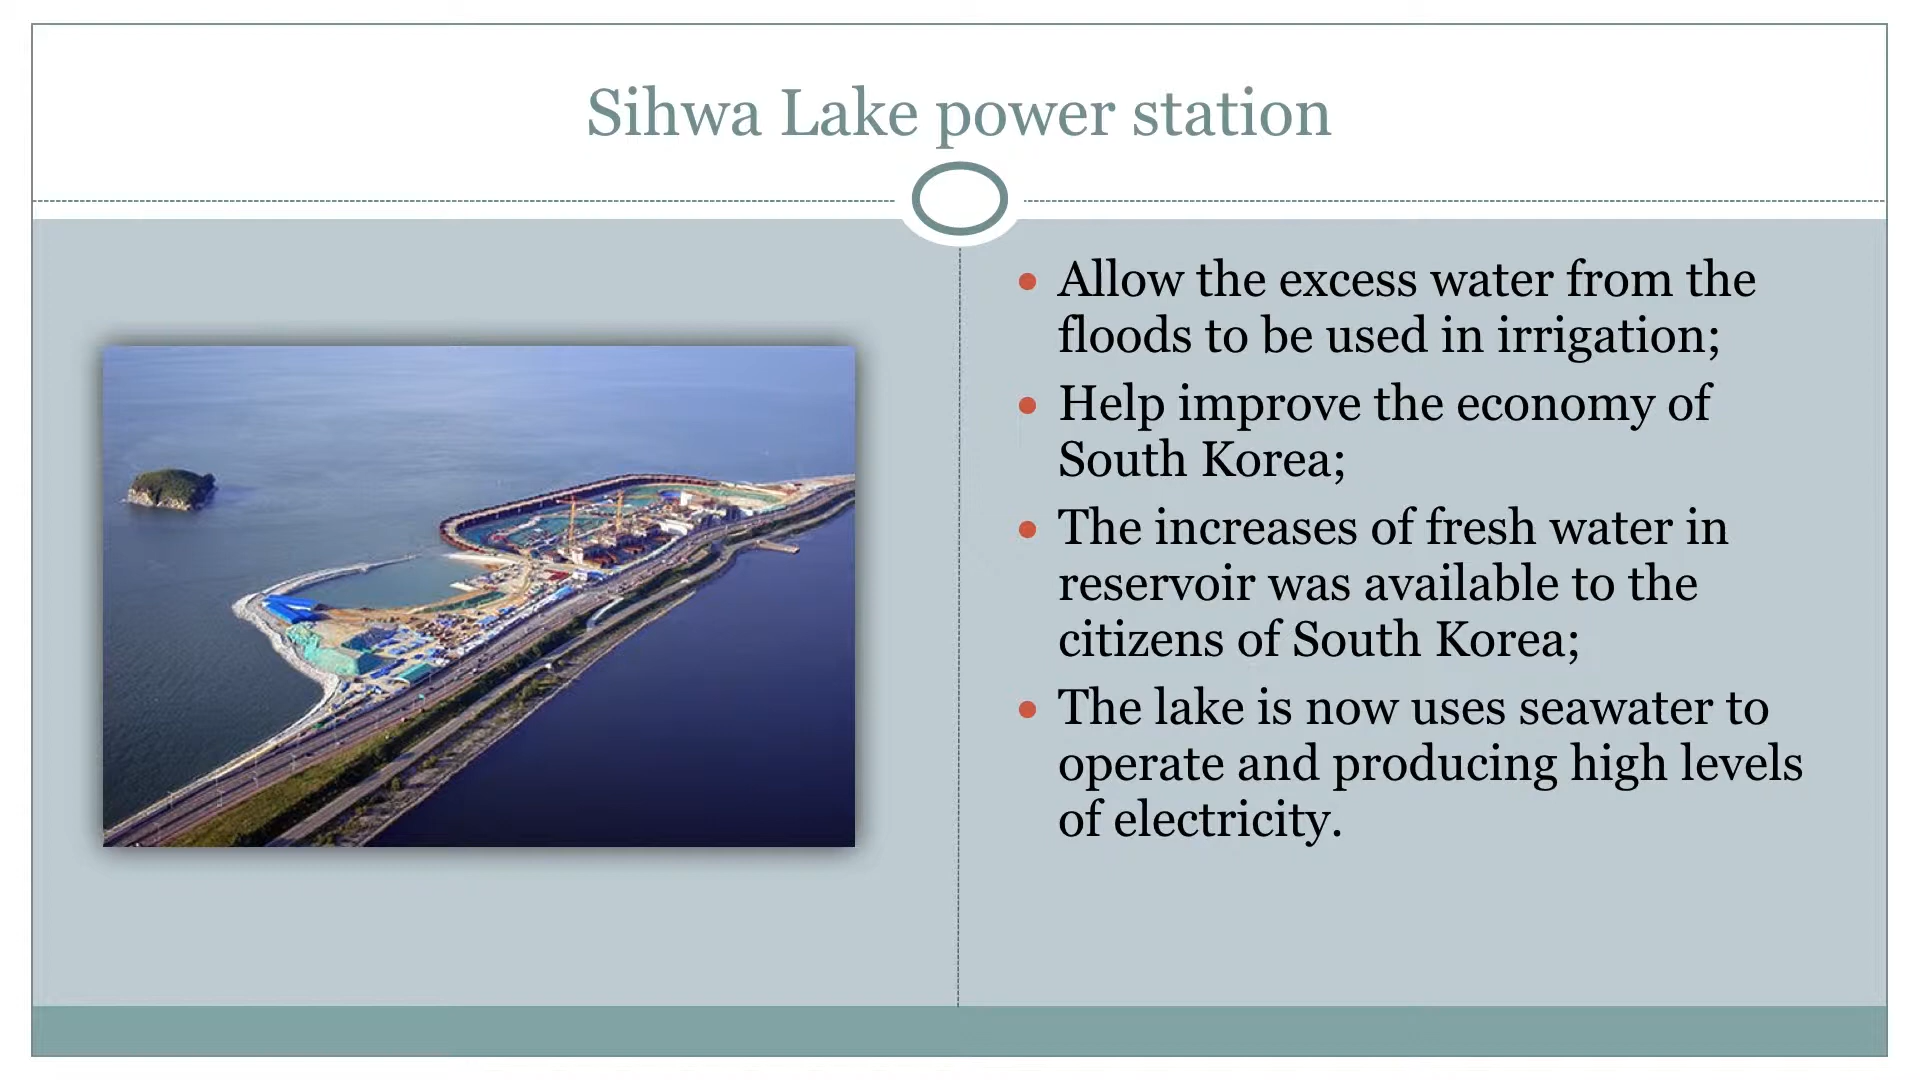 Sihwa Lake power station
Allow the excess water from the
floods to be used in irrigation;
Help improve the economy of
South Korea;
The increases of fresh water in
reservoir was available to the
citizens of South Korea;
The lake is now uses seawater to
operate and producing high levels
of electricity.